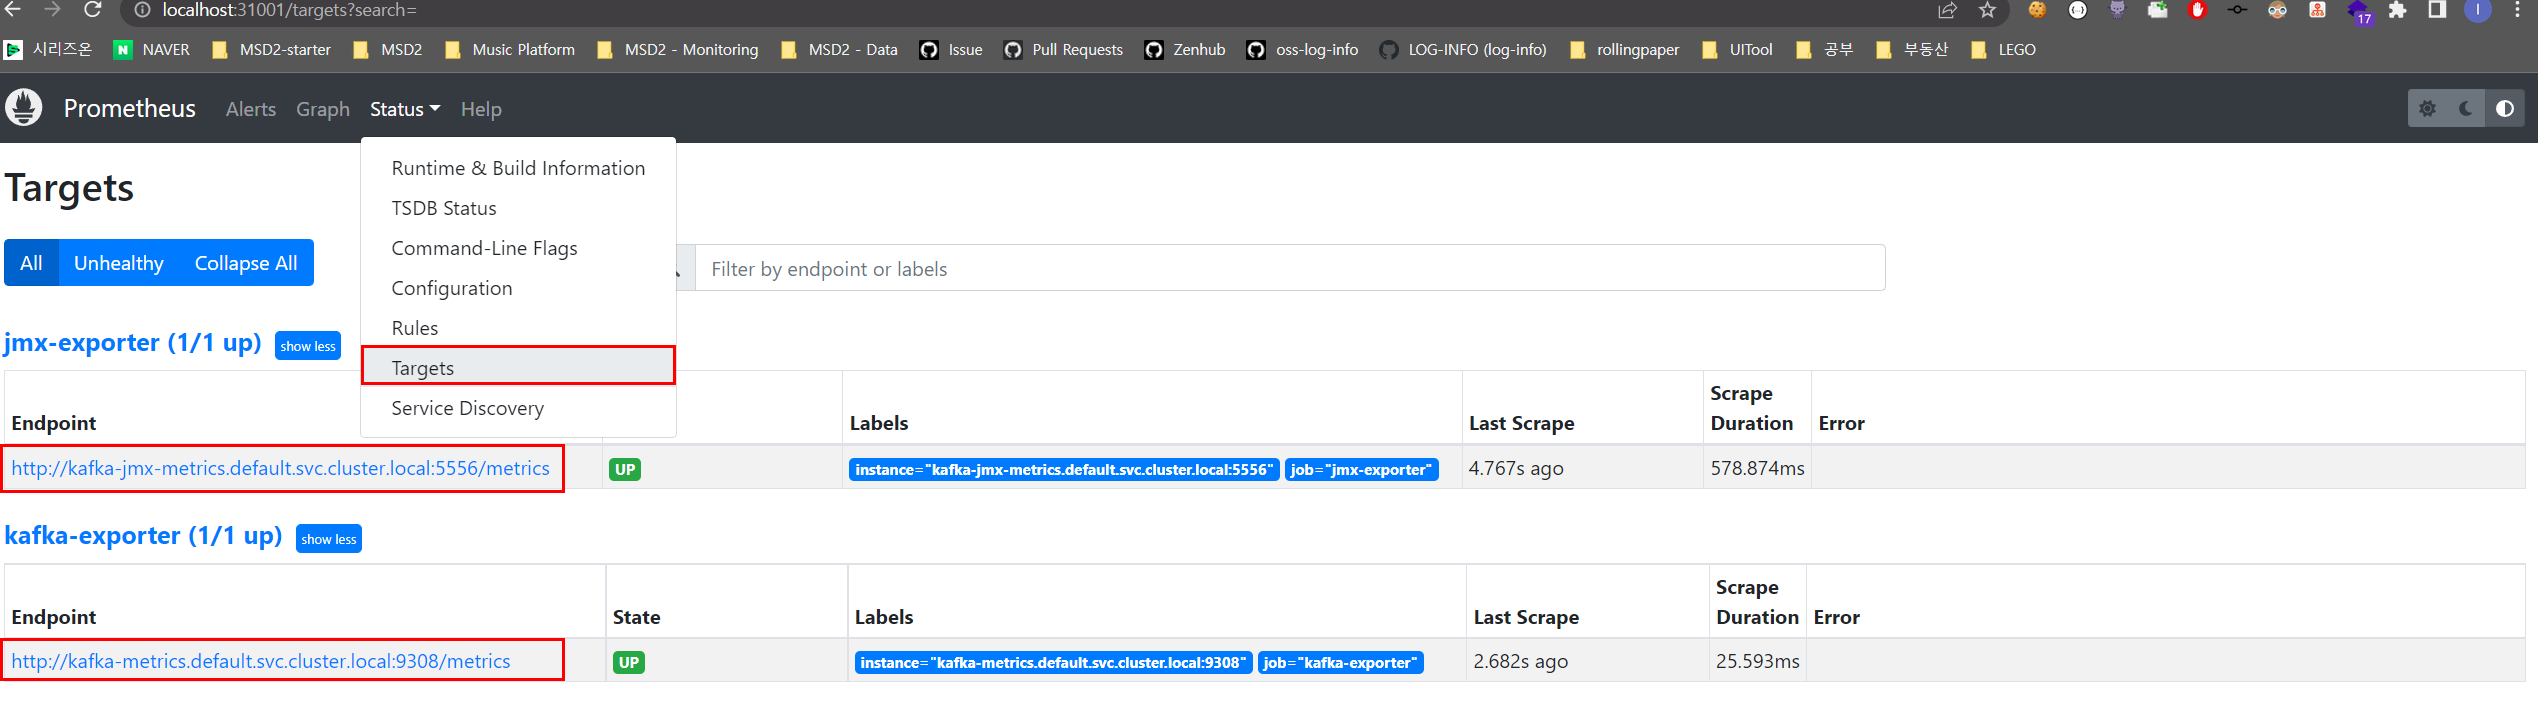 localhost:31001/targets?search=
시리즈온 NAVER MSD2-starter MSD2 Music Platform MSD2 - Monitoring MSD2 - Data Issue Pull Requests Zenhub oss-log-info LOG-INFO (log-info) rollingpaper UITool 공부 부동산 LEGO
17
I
Prometheus Alerts Graph Status Help
Runtime & Build Information
TSDB Status
Command-Line Flags
Configuration
Rules
Targets
Service Discovery
Targets
All Unhealthy Collapse All
Filter by endpoint or labels
jmx-exporter (1/1 up) show less
Endpoint Labels Last Scrape Scrape Duration Error
http://kafka-jmx-metrics.default.svc.cluster.local:5556/metrics UP instance="kafka-jmx-metrics.default.svc.cluster.local:5556" job="jmx-exporter" 4.767s ago 578.874ms
kafka-exporter (1/1 up) show less
Endpoint State Labels Last Scrape Scrape Duration Error
http://kafka-metrics.default.svc.cluster.local:9308/metrics UP instance="kafka-metrics.default.svc.cluster.local:9308" job="kafka-exporter" 2.682s ago 25.593ms